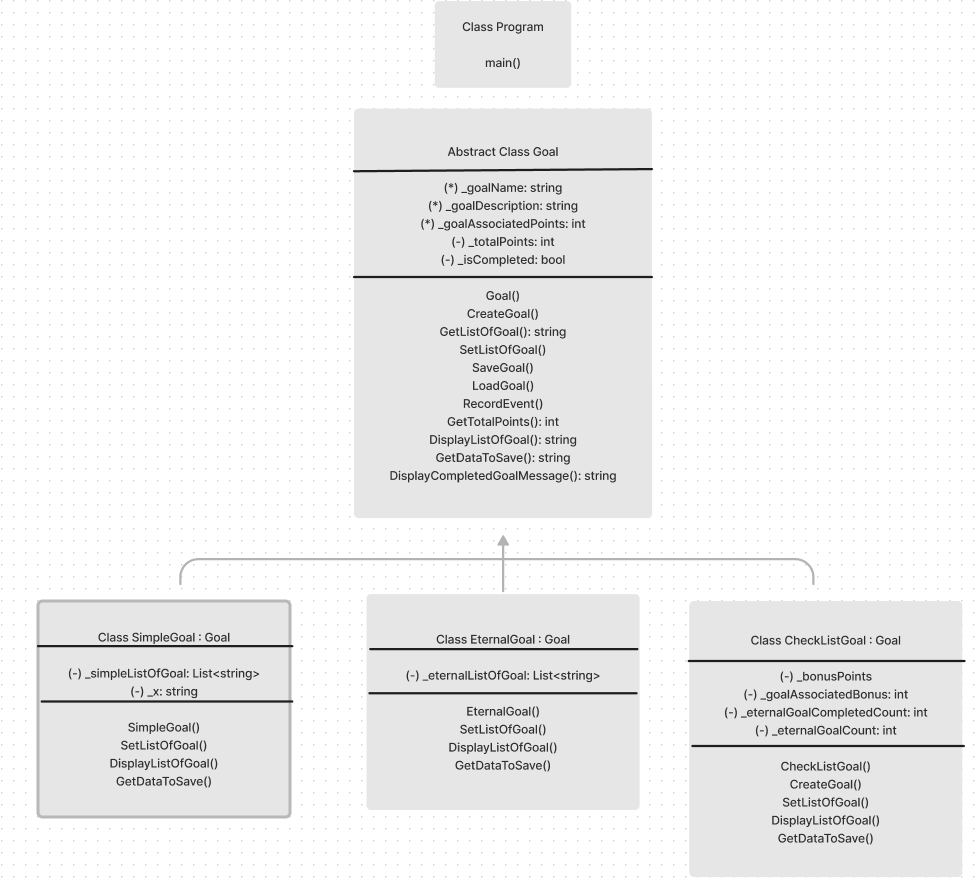 Class Program
main()
Abstract Class Goal
(*) _goalName: string
(*) _goalDescription: string
(*) _goalAssociatedPoints: int
(-) _totalPoints: int
(-) _isCompleted: bool
Goal()
CreateGoal()
GetListOfGoal(): string
SetListOfGoal()
SaveGoal()
LoadGoal()
RecordEvent()
GetTotalPoints(): int
DisplayListOfGoal(): string
GetDataToSave(): string
DisplayCompletedGoalMessage(): string
Class SimpleGoal : Goal
(-) _simpleListOfGoal: List<string>
(-) _x: string
SimpleGoal()
SetListOfGoal()
DisplayListOfGoal()
GetDataToSave()
Class EternalGoal : Goal
(-) _eternalListOfGoal: List<string>
EternalGoal()
SetListOfGoal()
DisplayListOfGoal()
GetDataToSave()
Class CheckListGoal : Goal
(-) _bonusPoints
(-) _goalAssociatedBonus: int
(-) _eternalGoalCompletedCount: int
(-) _eternalGoalCount: int
CheckListGoal()
CreateGoal()
SetListOfGoal()
DisplayListOfGoal()
GetDataToSave()